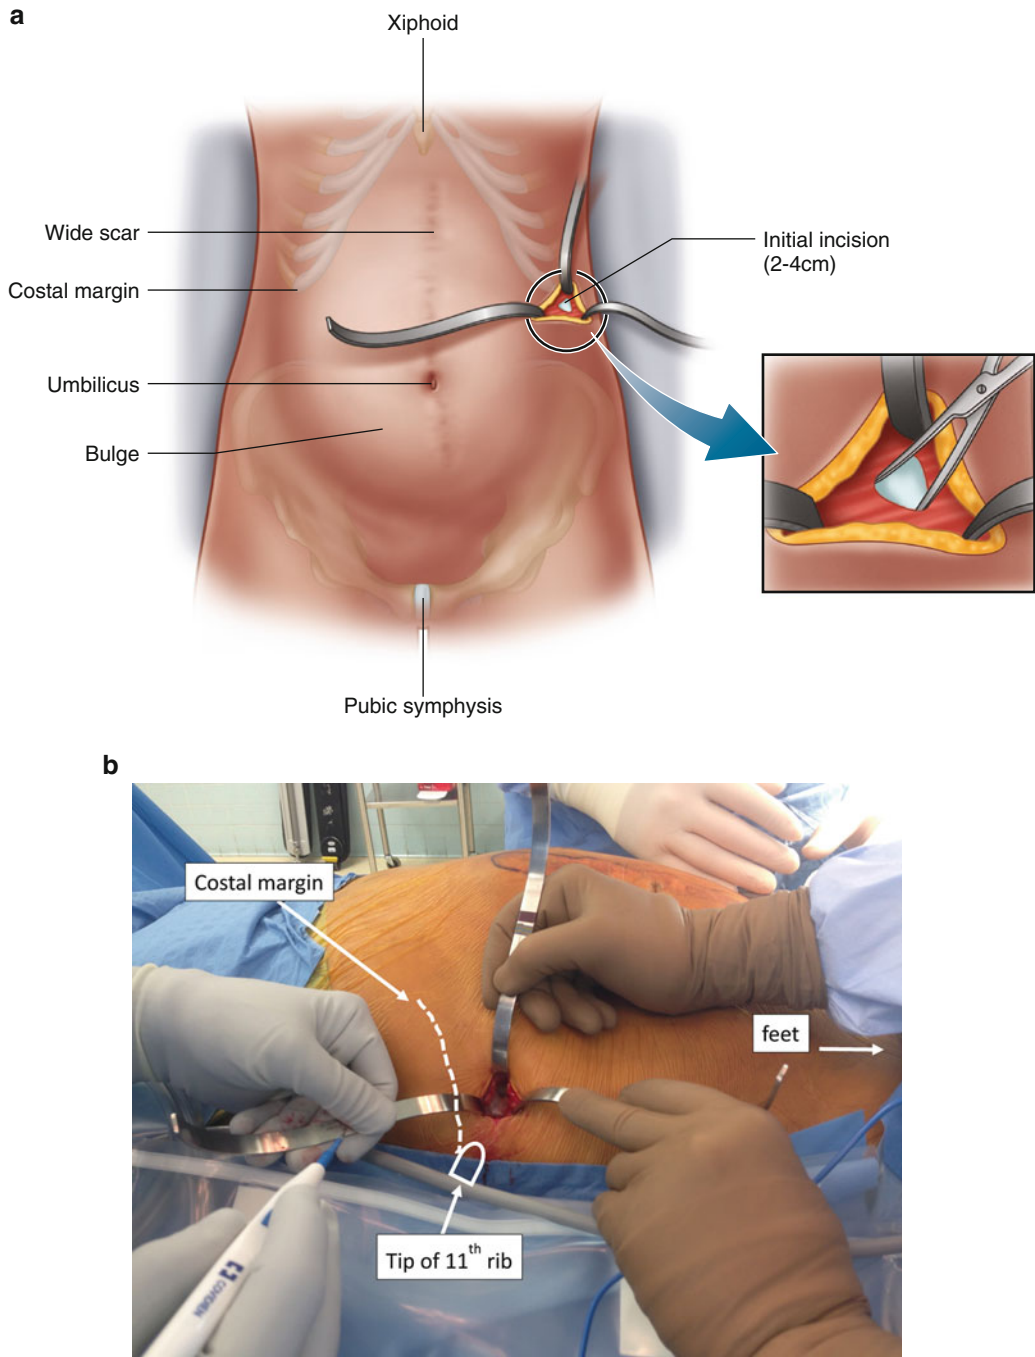 a
Xiphoid
Wide scar
Initial incision
(2-4cm)
Costal margin
Umbilicus
Bulge
Pubic symphysis
b
Costal margin
feet
Tip of 11th rib
COVIDIEN